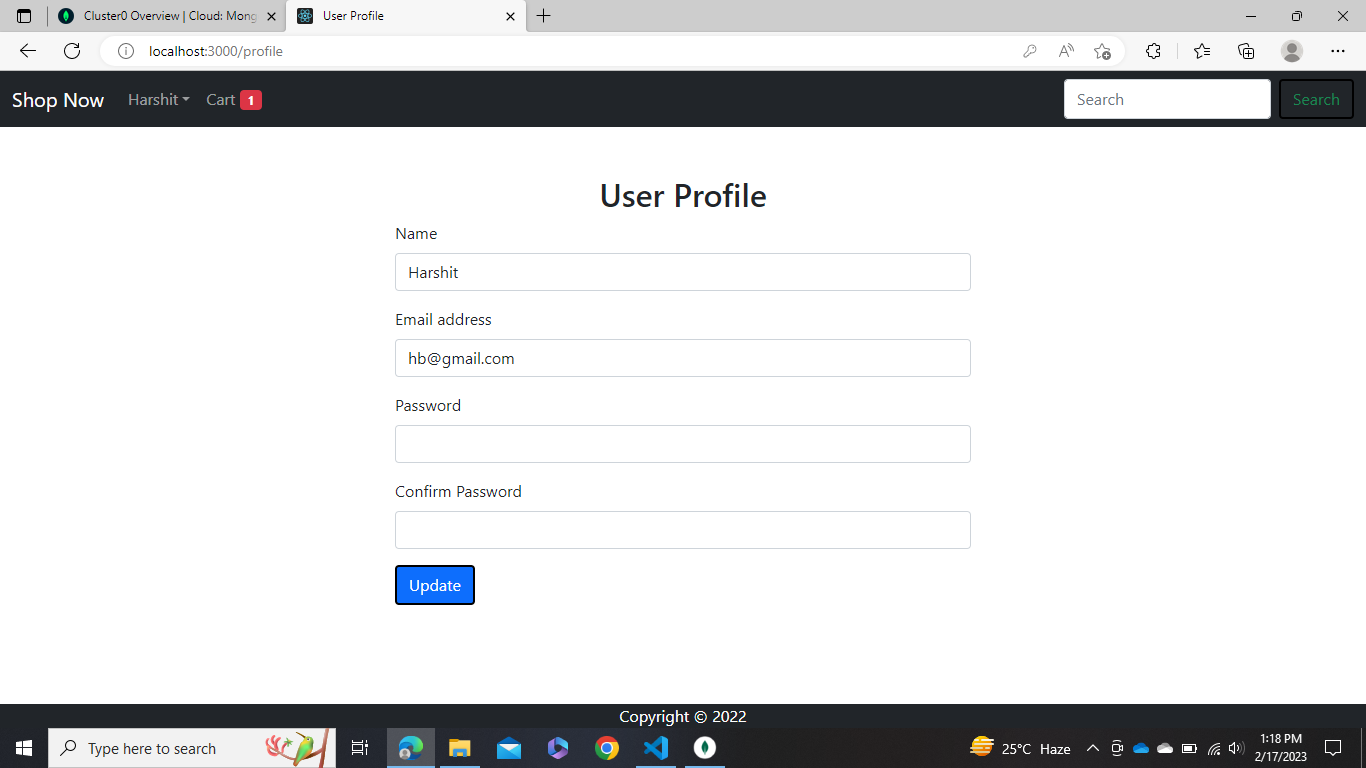 Cluster0 Overview | Cloud: Mong
User Profile
localhost:3000/profile
Shop Now
Harshit
Cart 1
Search
Search
User Profile
Name
Harshit
Email address
hb@gmail.com
Password
Confirm Password
Update
Copyright © 2022
Type here to search
25°C Haze
1:18 PM
2/17/2023